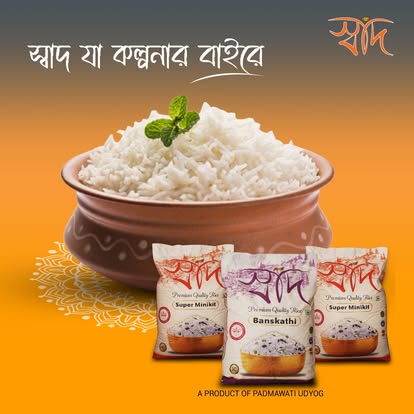 স্বাদ
স্বাদ যা কল্পনার বাইরে
স্বাদ
Premium Quality Rice
Super Minikit
স্বাদ
Premium Quality Rice
Banskathi
স্বাদ
Premium Quality Rice
Super Minikit
A PRODUCT OF PADMAWATI UDYOG